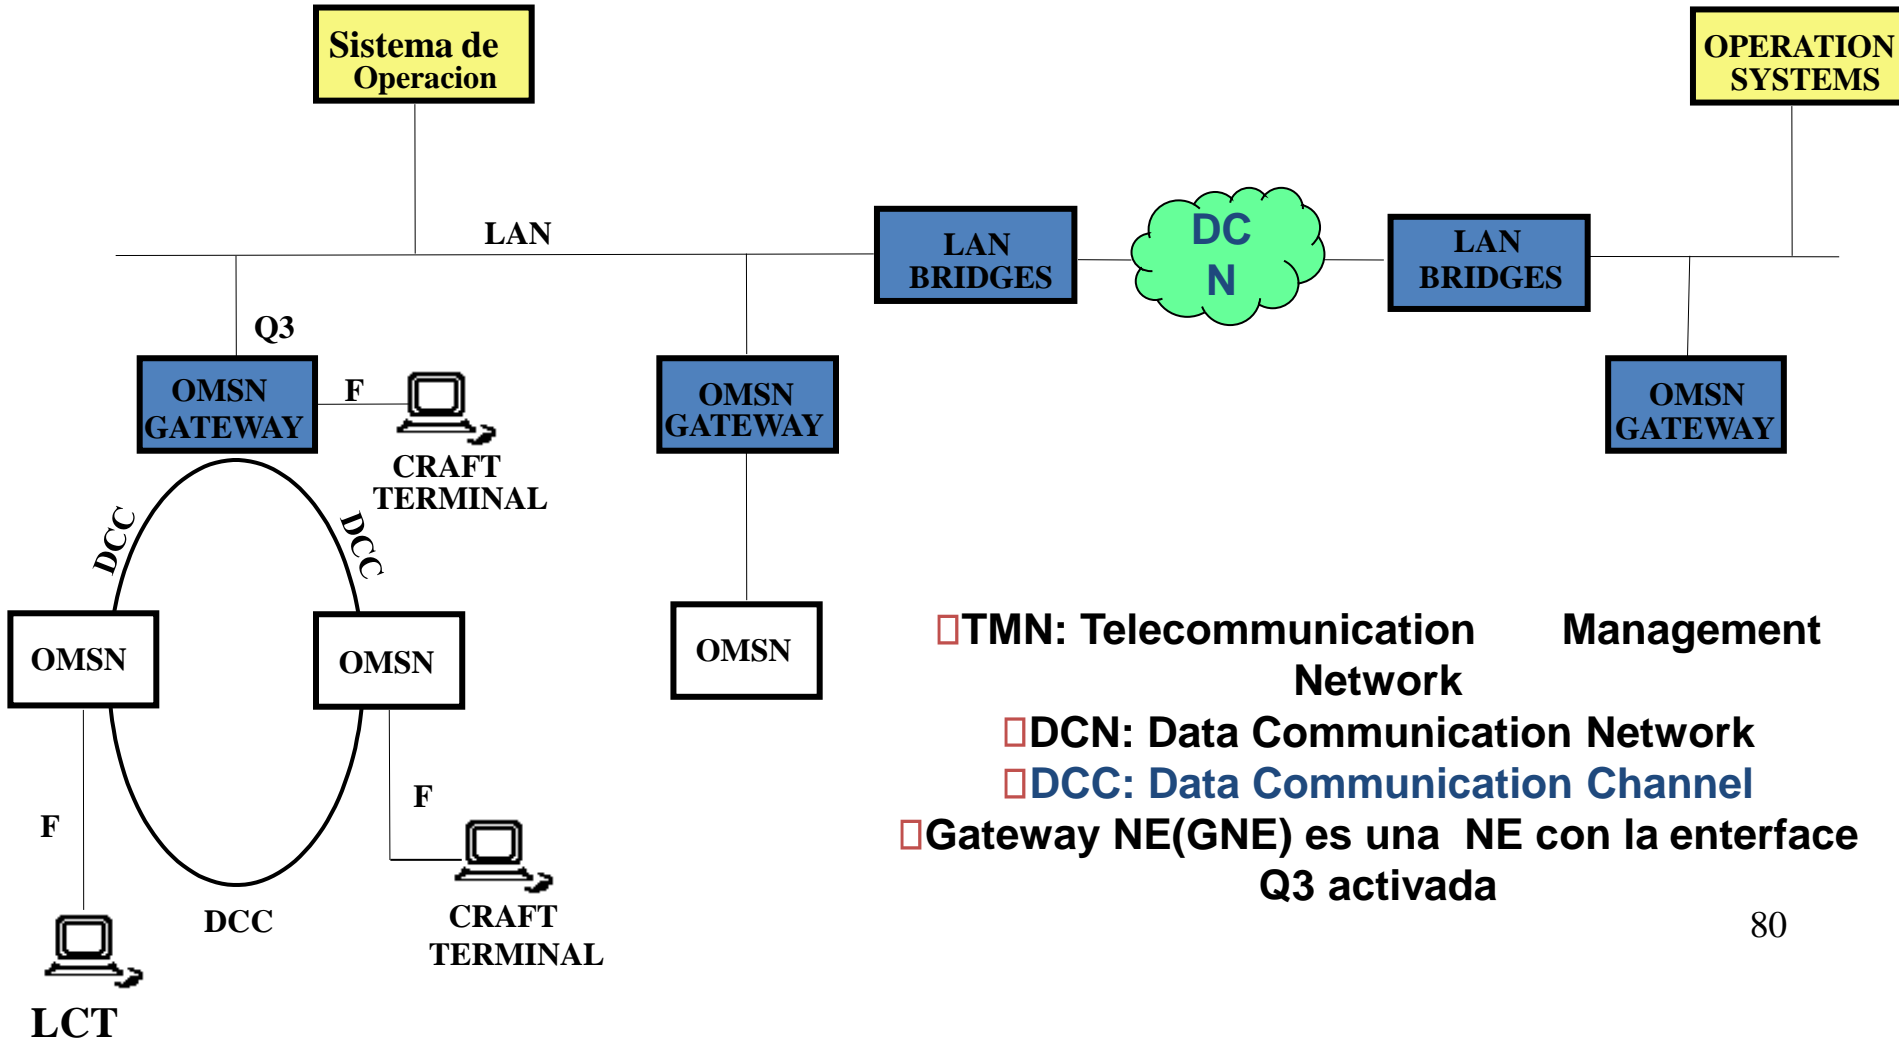 Sistema de
Operacion
OPERATION
SYSTEMS
LAN
LAN
BRIDGES
DC
N
LAN
BRIDGES
Q3
OMSN
GATEWAY
F
CRAFT
TERMINAL
OMSN
GATEWAY
OMSN
GATEWAY
DCC
DCC
OMSN
OMSN
OMSN
F
F
DCC
CRAFT
TERMINAL
LCT
TMN: Telecommunication Management
Network
DCN: Data Communication Network
DCC: Data Communication Channel
Gateway NE(GNE) es una NE con la enterface
Q3 activada
80